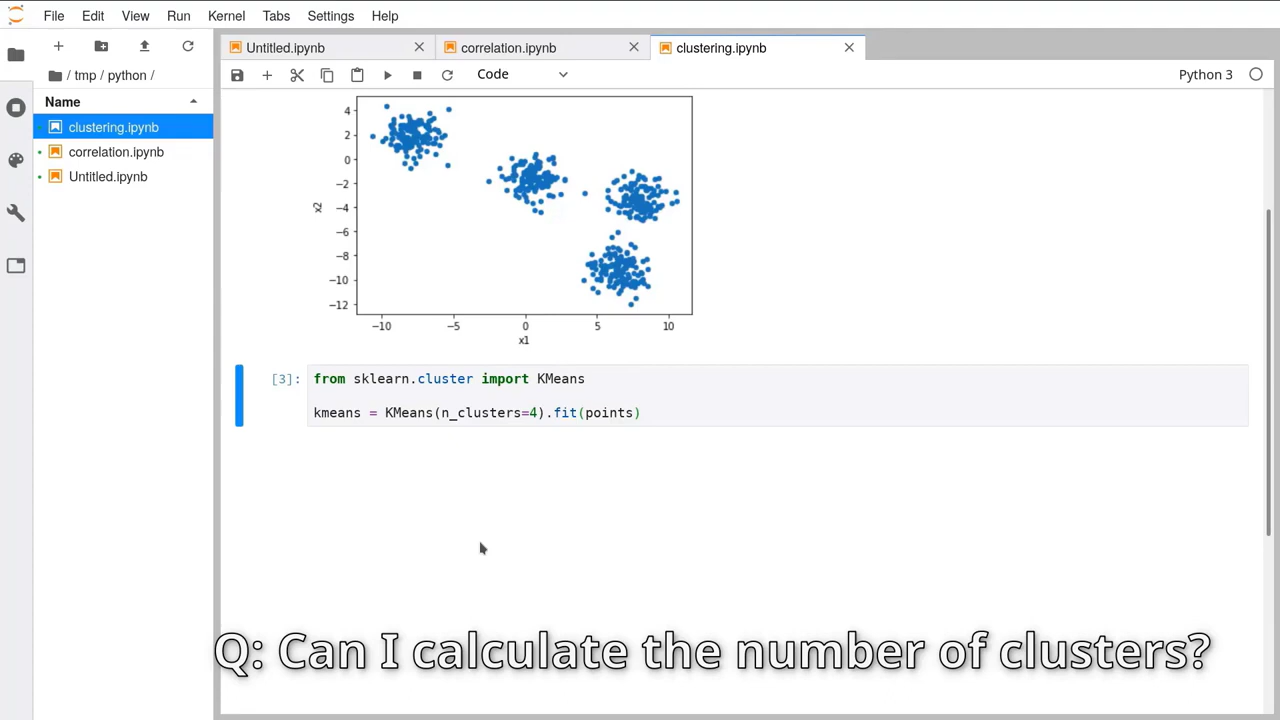 File Edit View Run Kernel Tabs Settings Help
/ tmp / python /
Name
clustering.ipynb
correlation.ipynb
Untitled.ipynb
Untitled.ipynb correlation.ipynb clustering.ipynb
Code Python 3
4
2
0
−2
−4
−6
−8
−10
−12
x2
−10 −5 0 5 10
x1
[3]: from sklearn.cluster import KMeans
kmeans = KMeans(n_clusters=4).fit(points)
Q: Can I calculate the number of clusters?